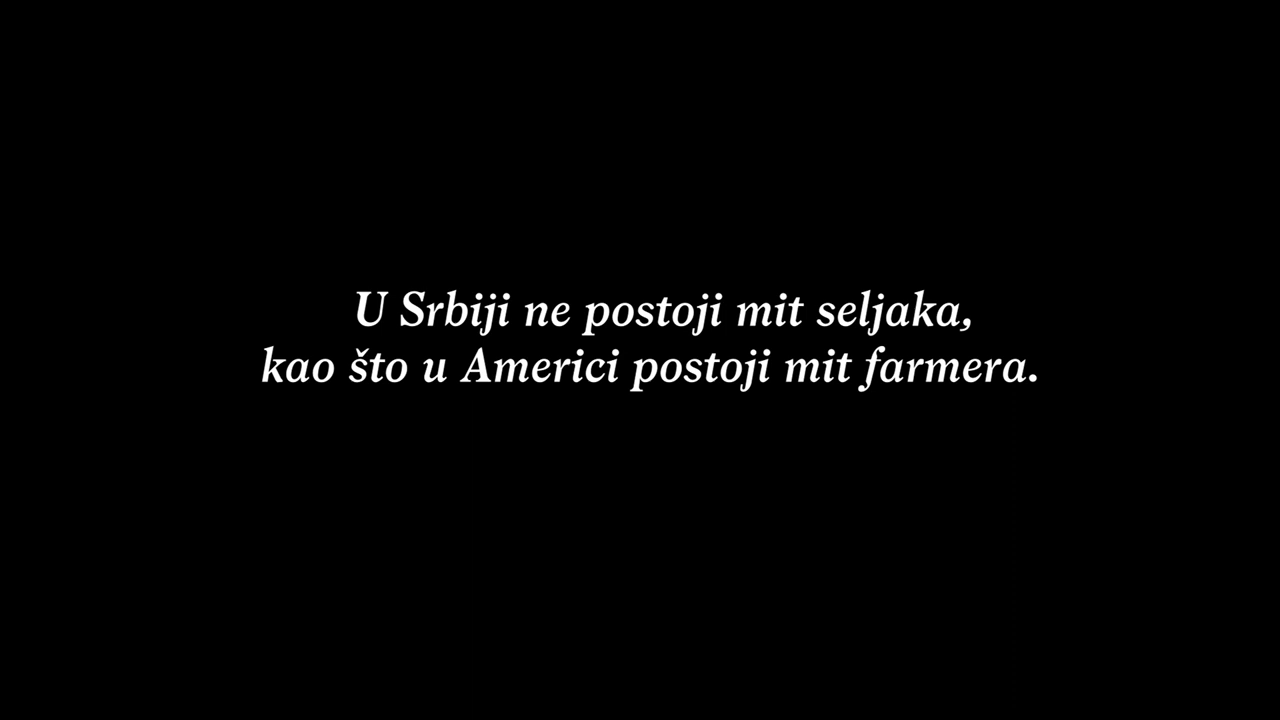 U Srbiji ne postoji mit seljaka,
kao što u Americi postoji mit farmera.